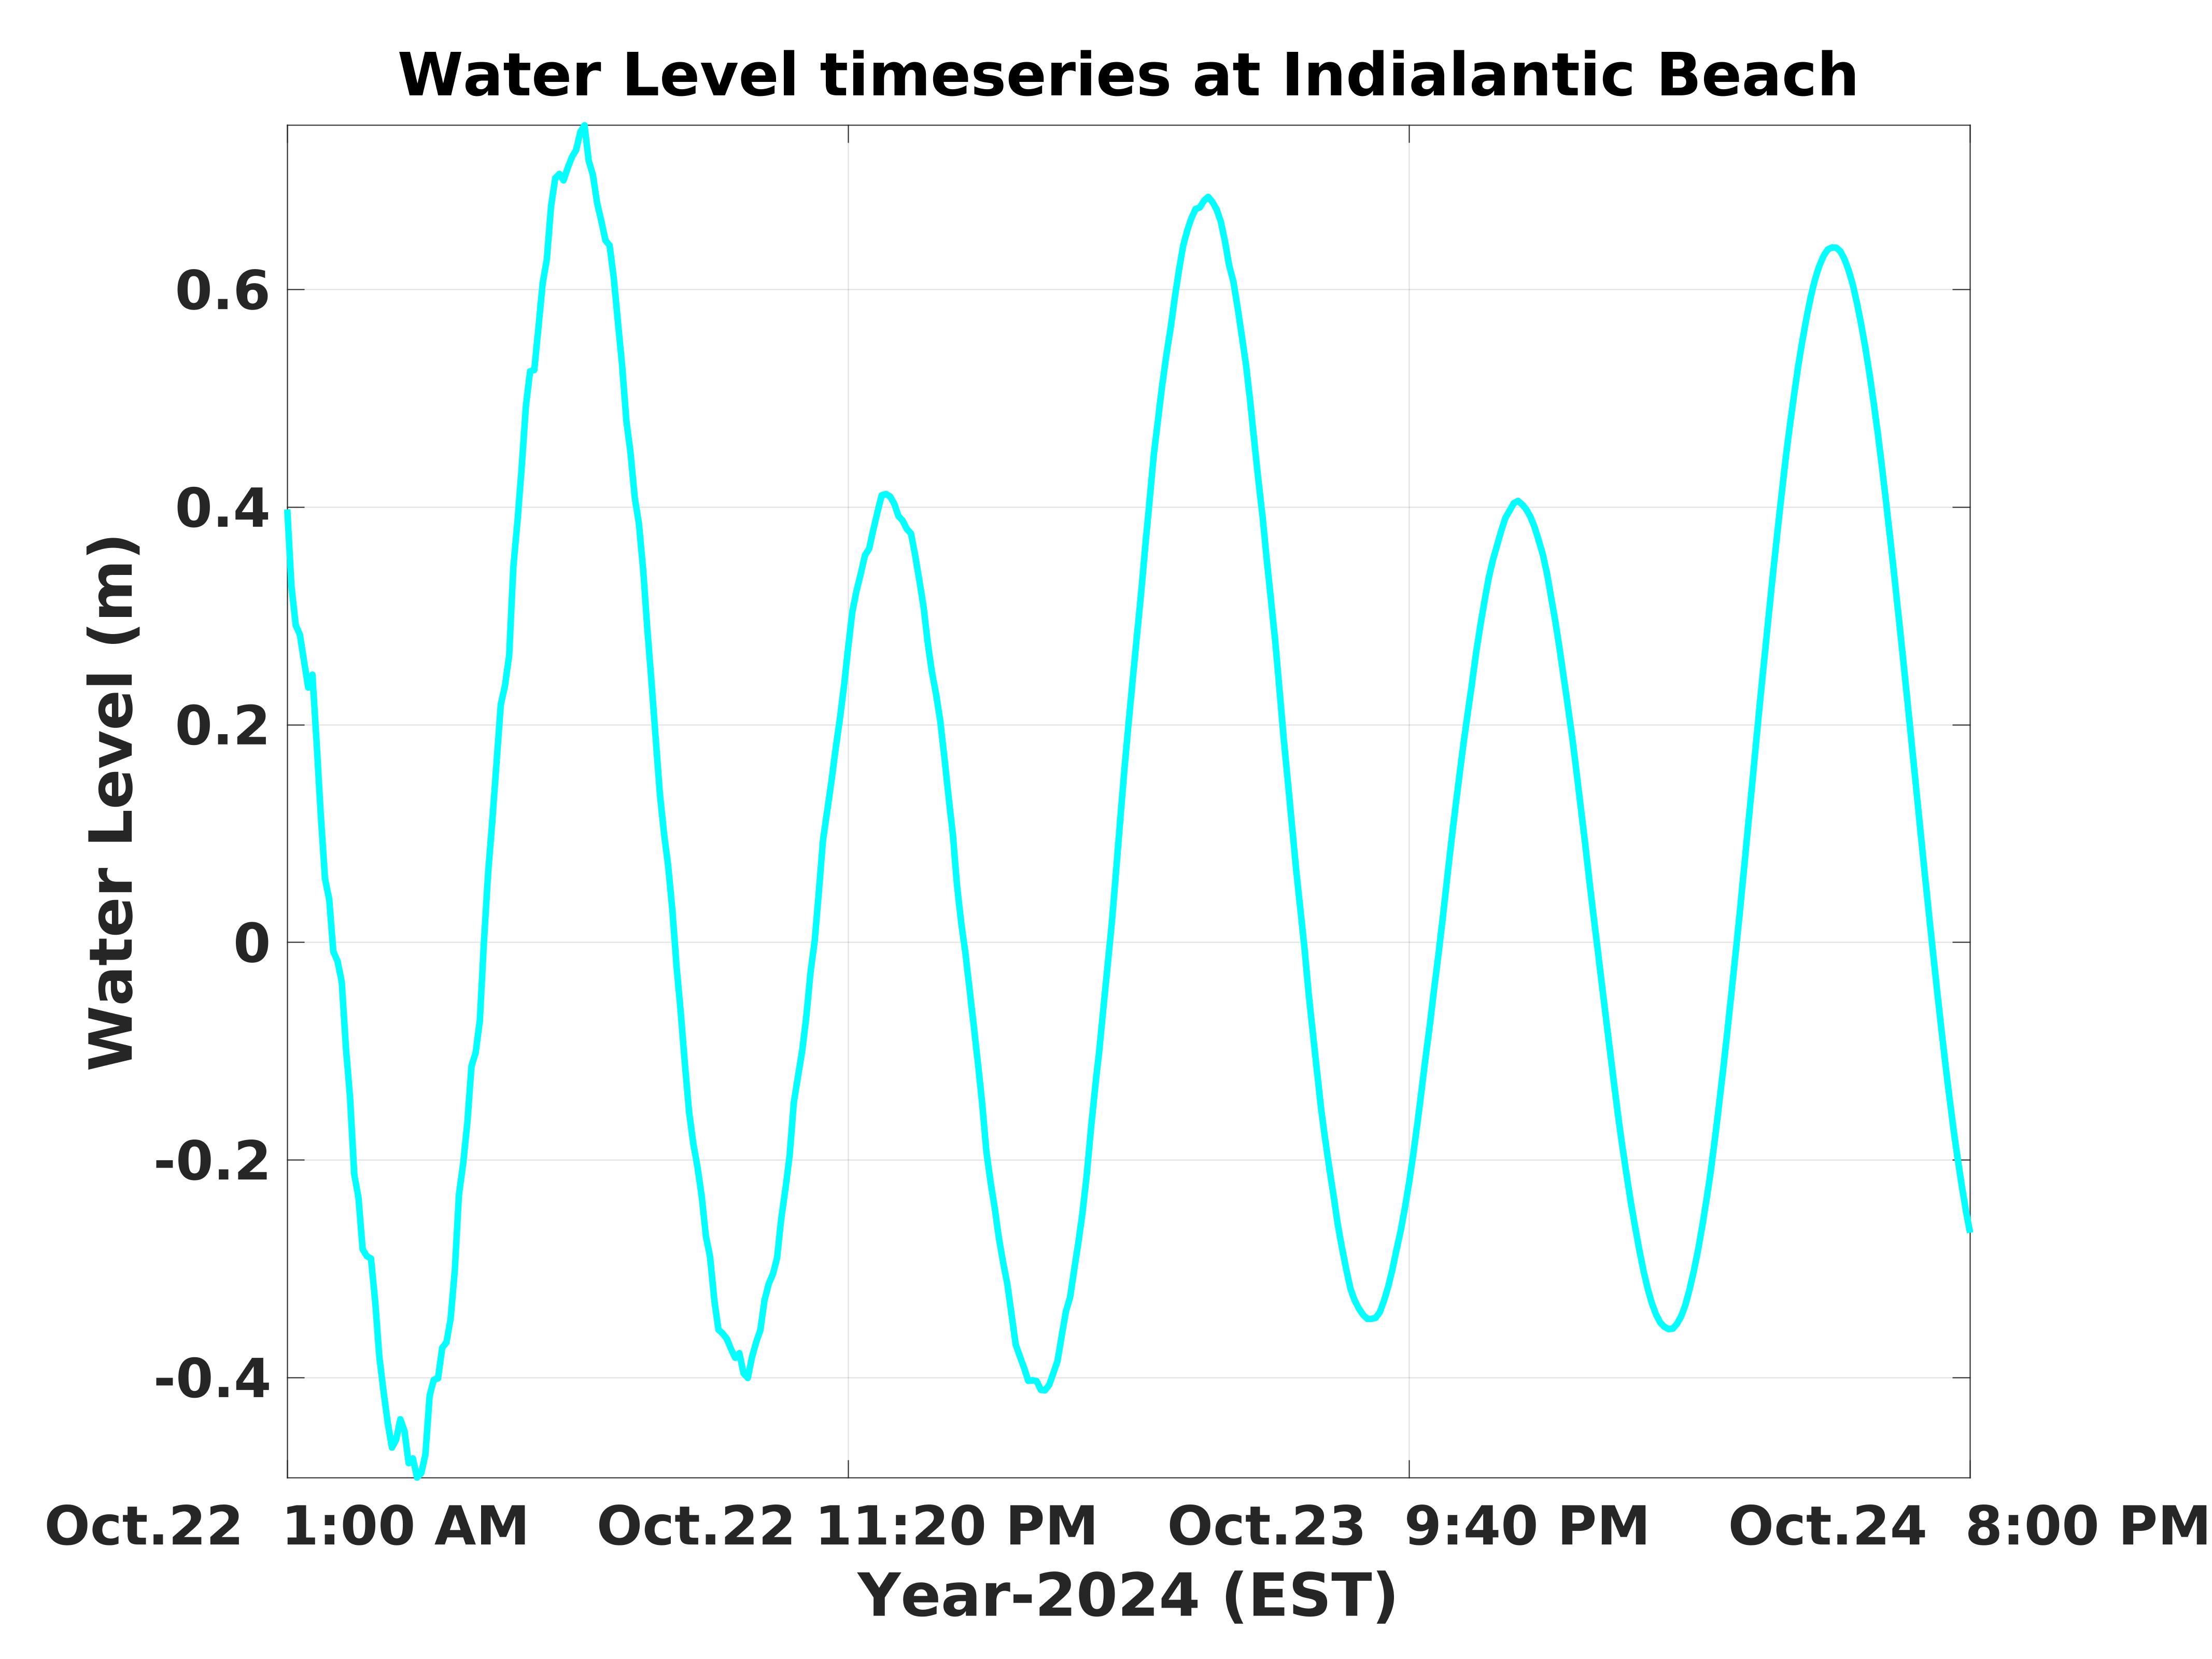 Water Level timeseries at Indialantic Beach
Water Level (m)
0.6
0.4
0.2
0
-0.2
-0.4
Oct.22  1:00 AM
Oct.22 11:20 PM
Oct.23  9:40 PM
Oct.24  8:00 PM
Year-2024 (EST)